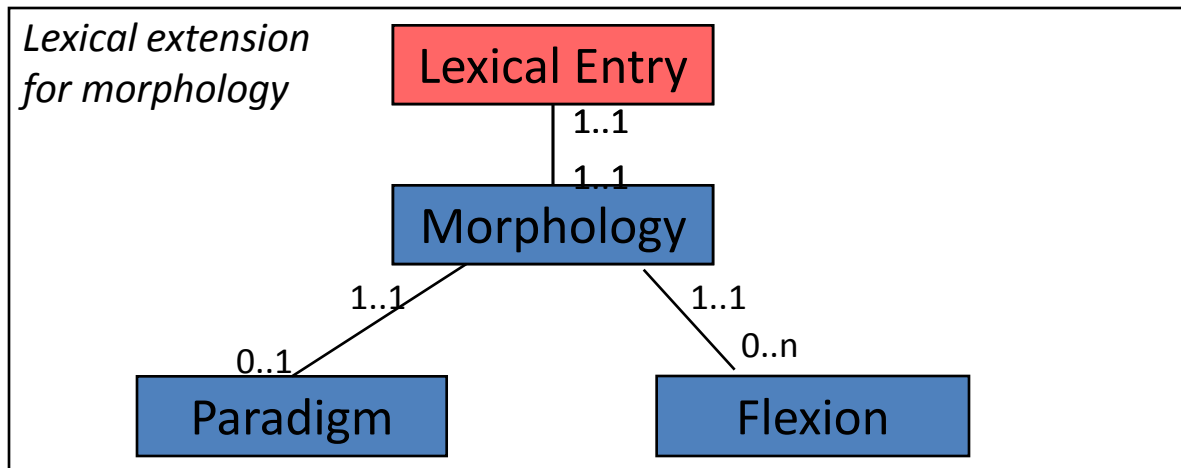 Lexical extension
for morphology
Lexical Entry
1..1
1..1
Morphology
1..1
1..1
0..1
0..n
Paradigm
Flexion